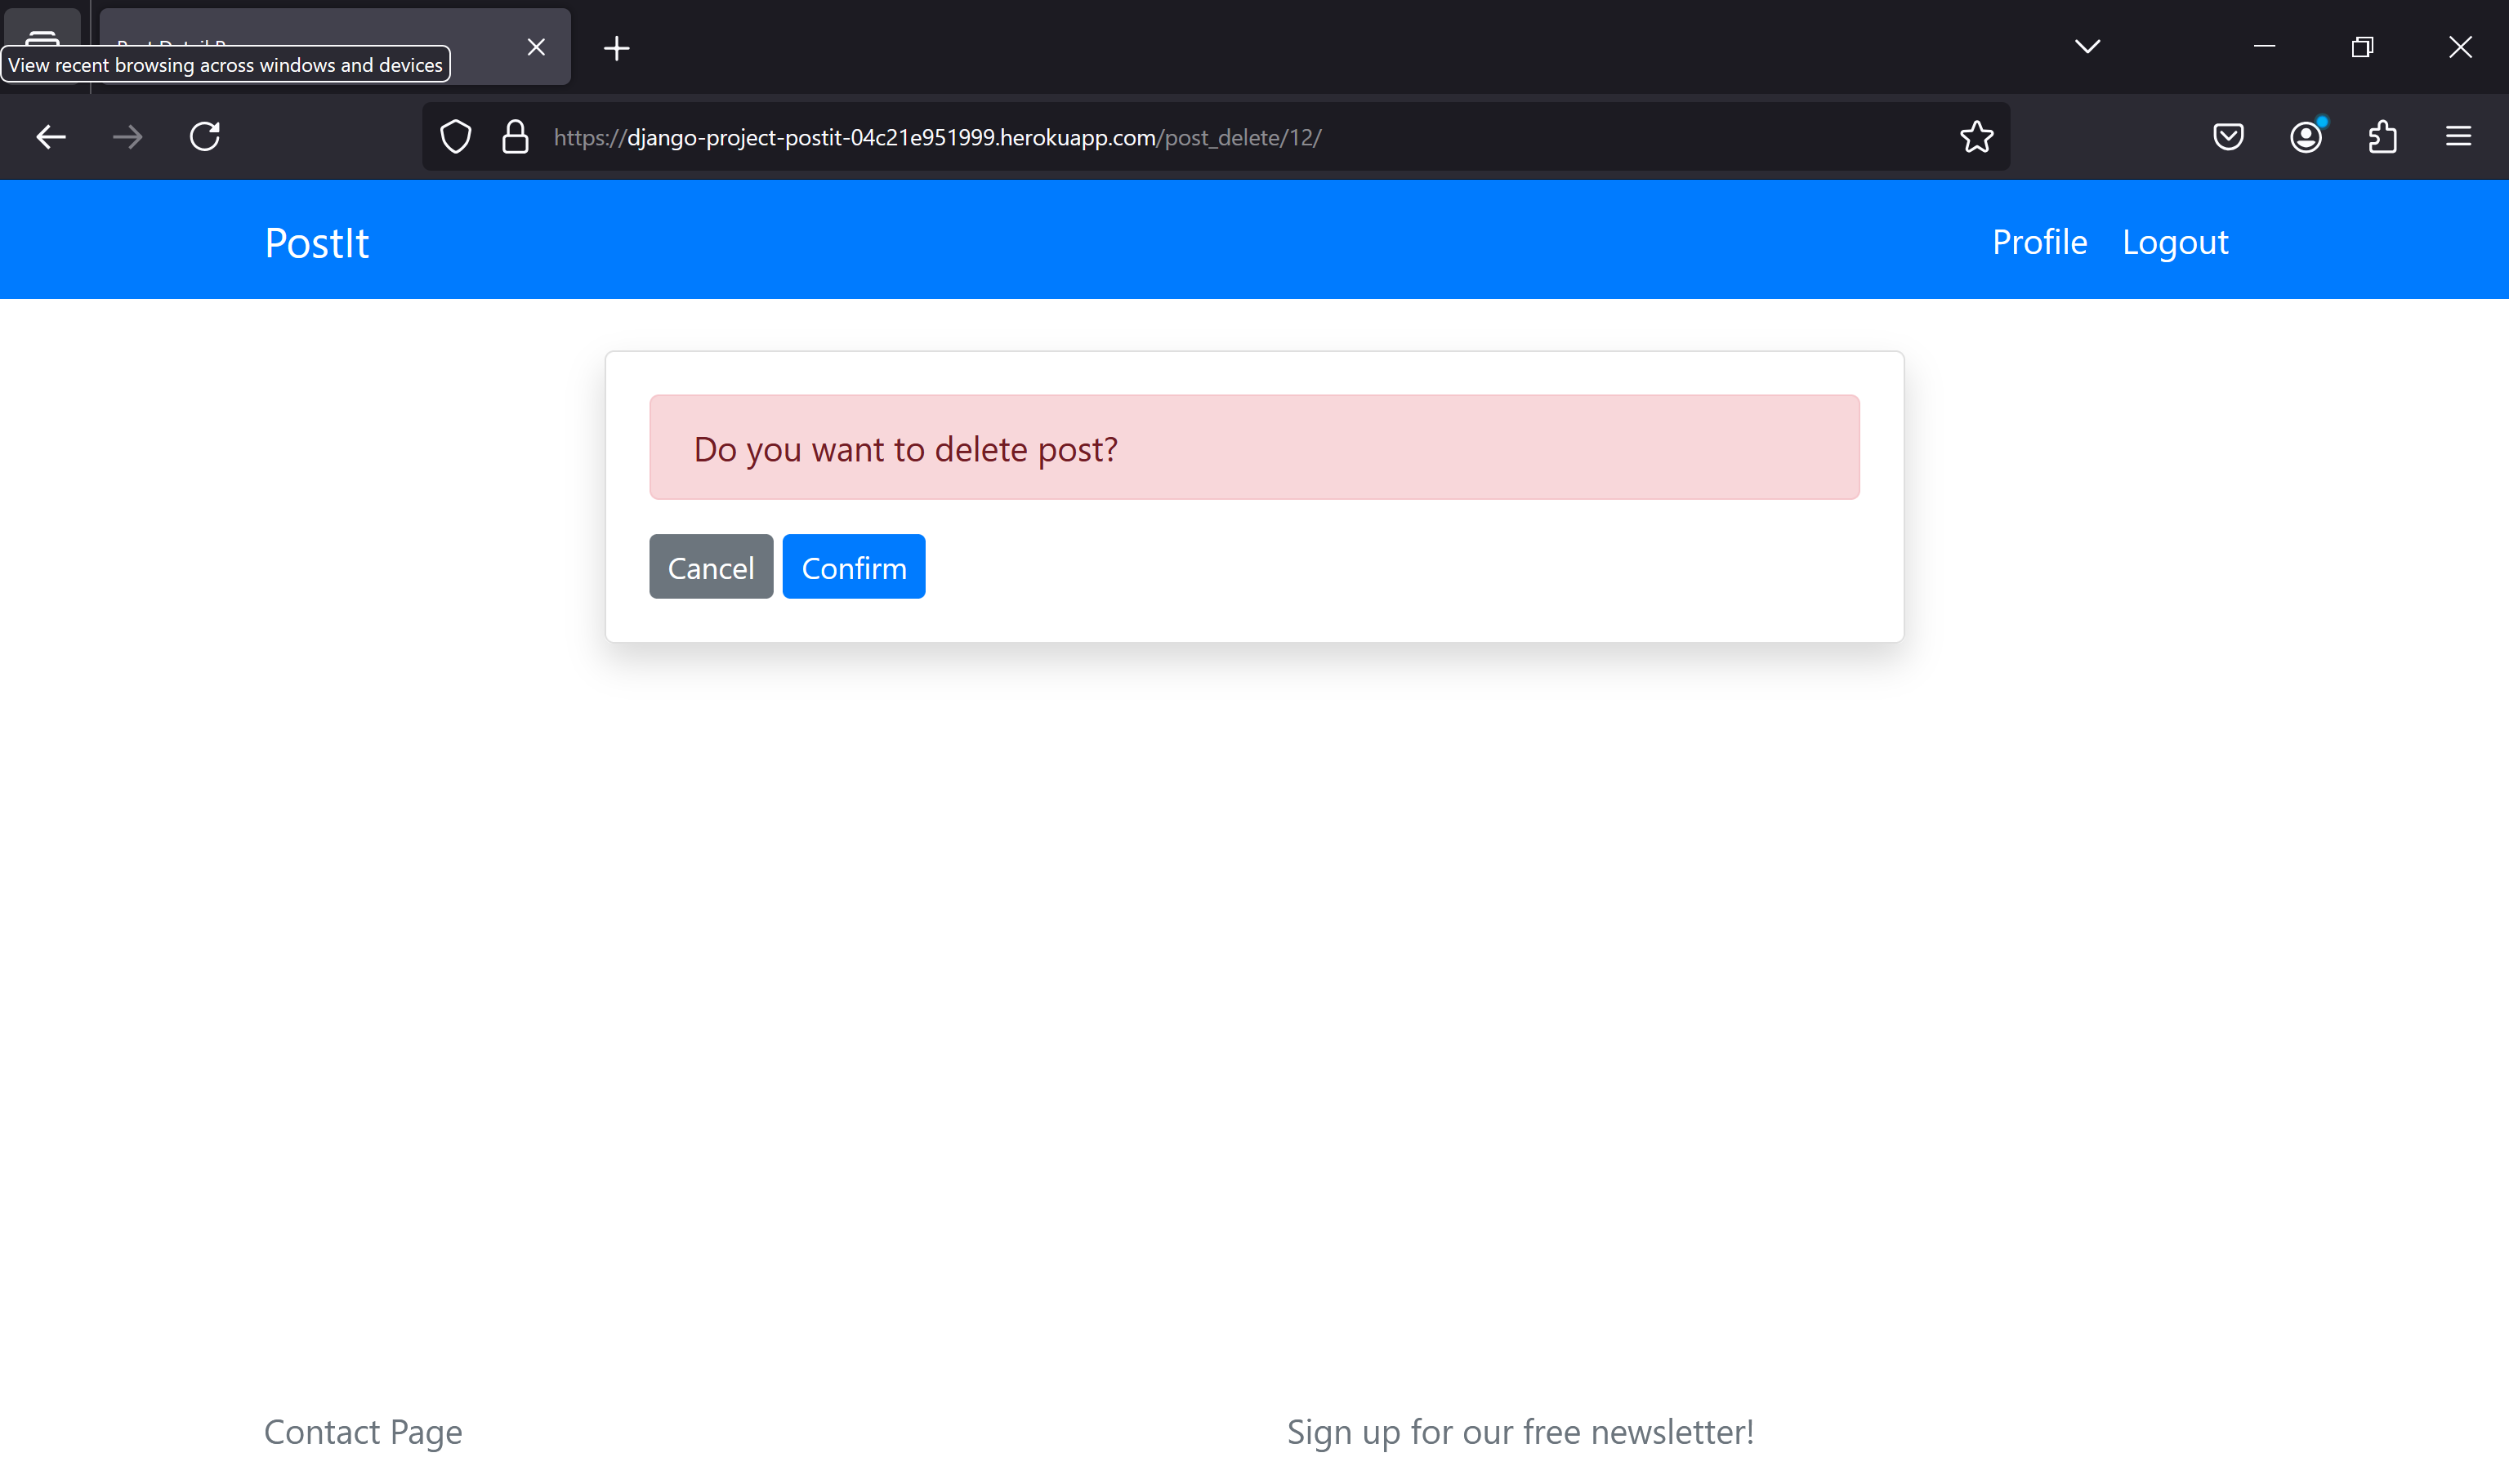 View recent browsing across windows and devices
https://django-project-postit-04c21e951999.herokuapp.com/post_delete/12/
PostIt
Profile
Logout
Do you want to delete post?
Cancel
Confirm
Contact Page
Sign up for our free newsletter!